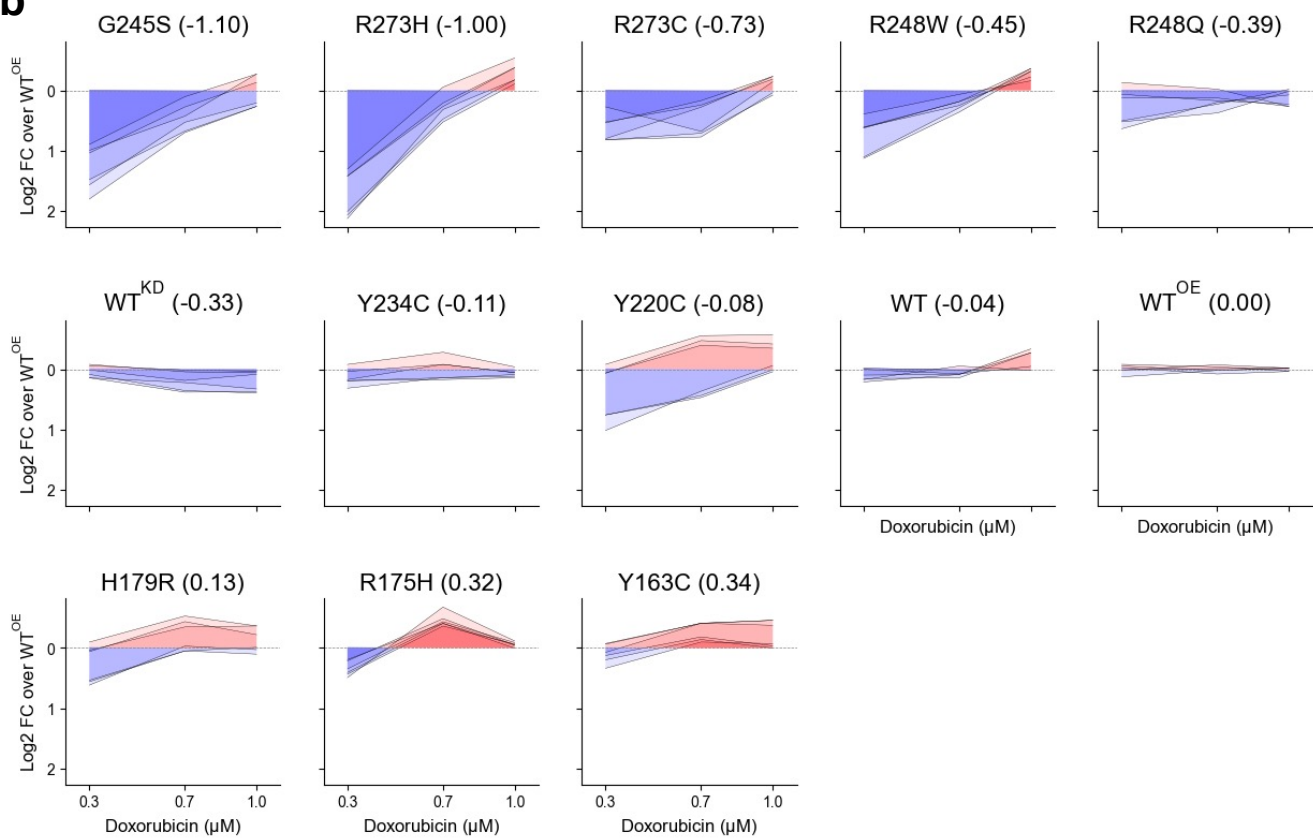 b
G245S (-1.10) R273H (-1.00) R273C (-0.73) R248W (-0.45) R248Q (-0.39)
Log2 FC over WT^OE
0
1
2
WT^KD (-0.33) Y234C (-0.11) Y220C (-0.08) WT (-0.04) WT^OE (0.00)
Log2 FC over WT^OE
0
1
2
Doxorubicin (µM) Doxorubicin (µM)
H179R (0.13) R175H (0.32) Y163C (0.34)
Log2 FC over WT^OE
0
1
2
0.3 0.7 1.0 0.3 0.7 1.0 0.3 0.7 1.0
Doxorubicin (µM) Doxorubicin (µM) Doxorubicin (µM)